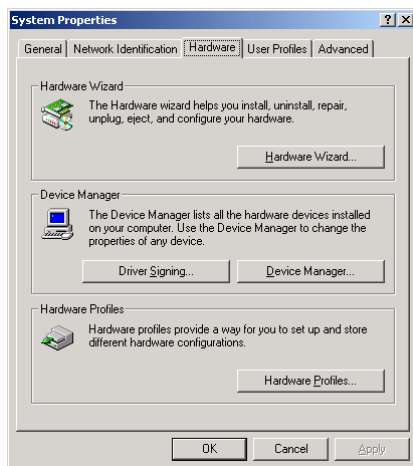 System Properties
General Network Identification Hardware User Profiles Advanced
Hardware Wizard
The Hardware wizard helps you install, uninstall, repair,
unplug, eject, and configure your hardware.
Hardware Wizard...
Device Manager
The Device Manager lists all the hardware devices installed
on your computer. Use the Device Manager to change the
properties of any device.
Driver Signing... Device Manager...
Hardware Profiles
Hardware profiles provide a way for you to set up and store
different hardware configurations.
Hardware Profiles...
OK Cancel Apply